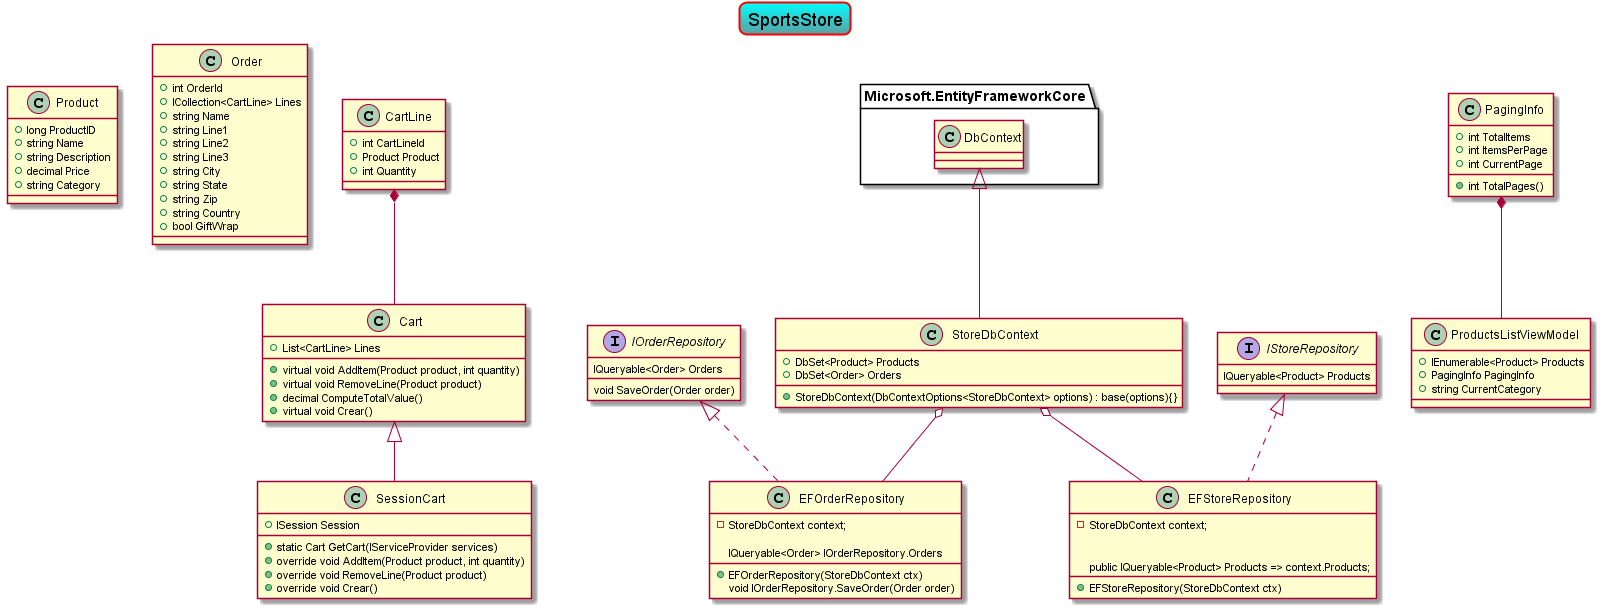 SportsStore
C Product
long ProductID
string Name
string Description
decimal Price
string Category
C Order
int OrderId
ICollection<CartLine> Lines
string Name
string Line1
string Line2
string Line3
string City
string State
string Zip
string Country
bool GiftWrap
C CartLine
int CartLineId
Product Product
int Quantity
Microsoft.EntityFrameworkCore
C DbContext
C PagingInfo
int TotalItems
int ItemsPerPage
int CurrentPage
int TotalPages()
C Cart
List<CartLine> Lines
virtual void AddItem(Product product, int quantity)
virtual void RemoveLine(Product product)
decimal ComputeTotalValue()
virtual void Crear()
I IOrderRepository
IQueryable<Order> Orders
void SaveOrder(Order order)
C StoreDbContext
DbSet<Product> Products
DbSet<Order> Orders
StoreDbContext(DbContextOptions<StoreDbContext> options) : base(options){}
I IStoreRepository
IQueryable<Product> Products
C ProductsListViewModel
IEnumerable<Product> Products
PagingInfo PagingInfo
string CurrentCategory
C SessionCart
ISession Session
static Cart GetCart(IServiceProvider services)
override void AddItem(Product product, int quantity)
override void RemoveLine(Product product)
override void Crear()
C EFOrderRepository
StoreDbContext context;
IQueryable<Order> IOrderRepository.Orders
EFOrderRepository(StoreDbContext ctx)
void IOrderRepository.SaveOrder(Order order)
C EFStoreRepository
StoreDbContext context;
public IQueryable<Product> Products => context.Products;
EFStoreRepository(StoreDbContext ctx)